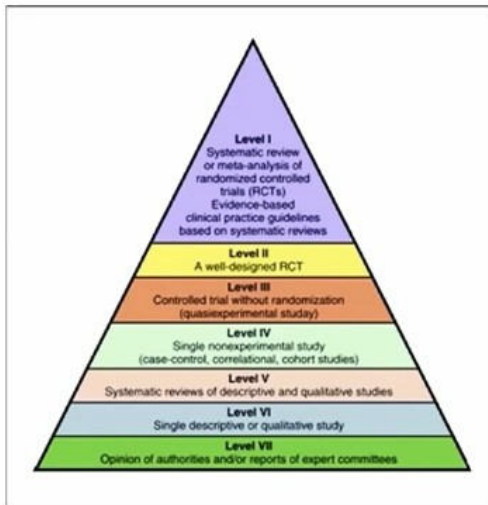 Level I
Systematic review
or meta-analysis of
randomized controlled
trials (RCTs)
Evidence-based
clinical practice guidelines
based on systematic reviews
Level II
A well-designed RCT
Level III
Controlled trial without randomization
(quasiexperimental studay)
Level IV
Single nonexperimental study
(case-control, correlational, cohort studies)
Level V
Systematic reviews of descriptive and qualitative studies
Level VI
Single descriptive or qualitative study
Level VII
Opinion of authorities and/or reports of expert committees